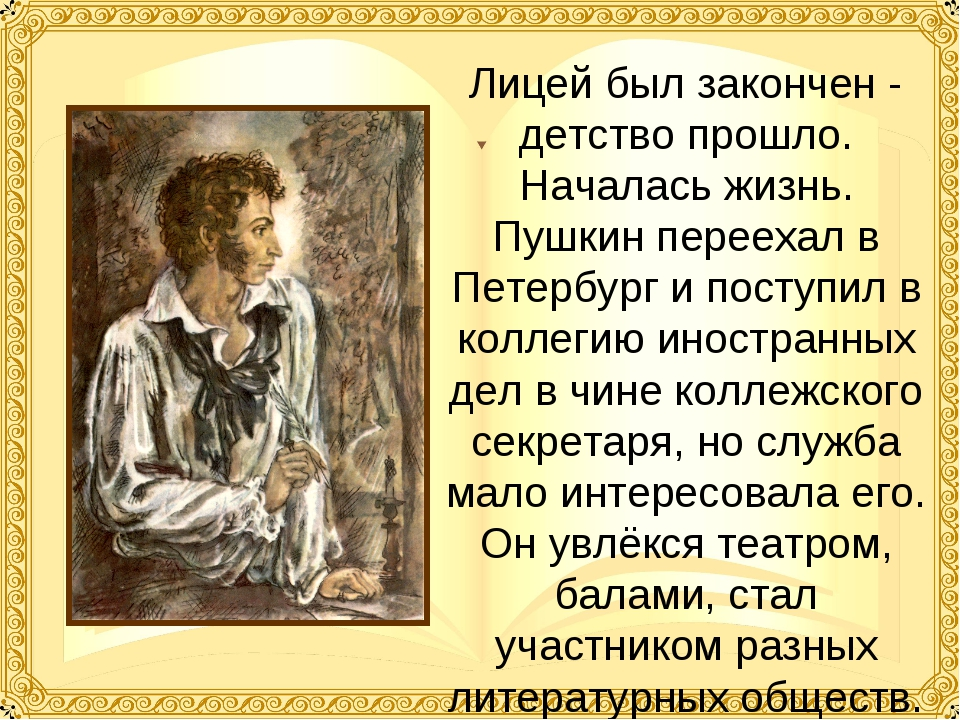 Лицей был закончен -
детство прошло.
Началась жизнь.
Пушкин переехал в
Петербург и поступил в
коллегию иностранных
дел в чине коллежского
секретаря, но служба
мало интересовала его.
Он увлёкся театром,
балами, стал
участником разных
литературных обществ.